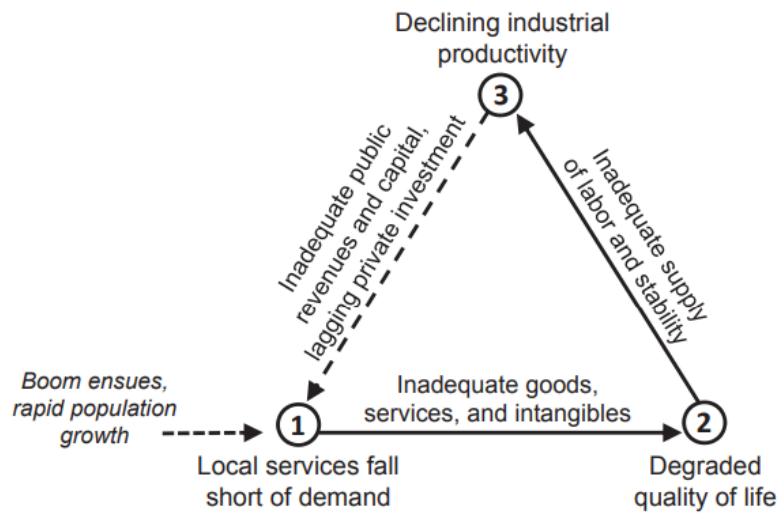 Declining industrial
productivity
3
Inadequate public
revenues and capital,
lagging private investment
Inadequate supply
of labor and stability
Boom ensues,
rapid population
growth
1
Inadequate goods,
services, and intangibles
2
Local services fall
short of demand
Degraded
quality of life